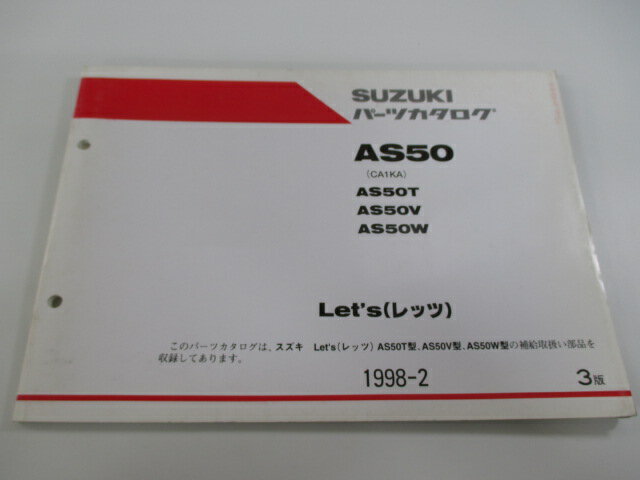 SUZUKI
パーツカタログ
AS50
(CA1KA)
AS50T
AS50V
AS50W
Let's(レッツ)
このパーツカタログは、スズキ Let's(レッツ) AS50T型、AS50V型、AS50W型の補給取扱い部品を
収録してあります。
1998-2 3版